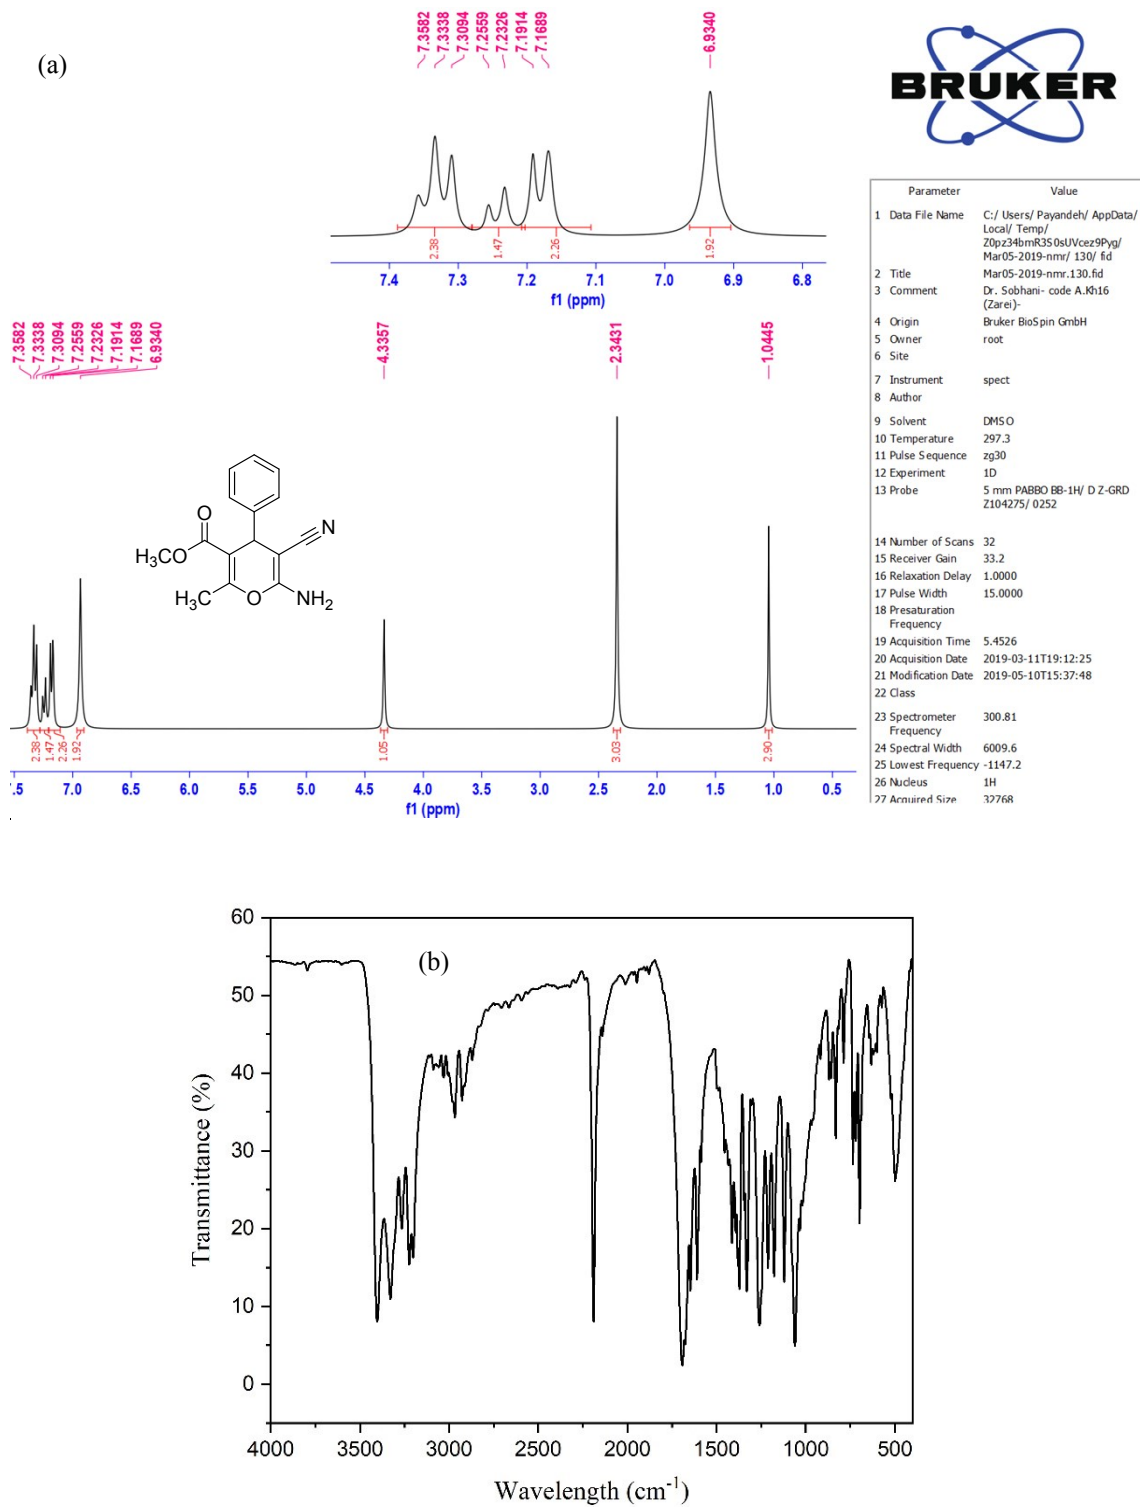 (a)
7.3582
7.3338
7.3094
7.2559
7.2326
7.1914
7.1689
6.9340
2.38
1.47
2.26
1.92
7.4 7.3 7.2 7.1 7.0 6.9 6.8
f1 (ppm)
BRUKER
Parameter Value
1 Data File Name C:/ Users/ Payandeh/ AppData/
Local/ Temp/
Z0pz34bmR3S0sUVcez9Pyg/
Mar05-2019-nmr/ 130/ fid
2 Title Mar05-2019-nmr.130.fid
3 Comment Dr. Sobhani- code A.Kh16
(Zarei)-
4 Origin Bruker BioSpin GmbH
5 Owner root
6 Site
7 Instrument spect
8 Author
9 Solvent DMSO
10 Temperature 297.3
11 Pulse Sequence zg30
12 Experiment 1D
13 Probe 5 mm PABBO BB-1H/ D Z-GRD
Z104275/ 0252
14 Number of Scans 32
15 Receiver Gain 33.2
16 Relaxation Delay 1.0000
17 Pulse Width 15.0000
18 Presaturation
Frequency
19 Acquisition Time 5.4526
20 Acquisition Date 2019-03-11T19:12:25
21 Modification Date 2019-05-10T15:37:48
22 Class
23 Spectrometer 300.81
Frequency
24 Spectral Width 6009.6
25 Lowest Frequency -1147.2
26 Nucleus 1H
27 Acquired Size 32768
7.3582
7.3338
7.3094
7.2559
7.2326
7.1914
7.1689
6.9340
4.3357
2.3431
1.0445
O
N
H₃CO
H₃C O NH₂
2.38
1.47
2.26
1.92
1.05
3.03
2.90
.5 7.0 6.5 6.0 5.5 5.0 4.5 4.0 3.5 3.0 2.5 2.0 1.5 1.0 0.5
f1 (ppm)
(b)
60
50
40
30
20
10
0
Transmittance (%)
4000 3500 3000 2500 2000 1500 1000 500
Wavelength (cm⁻¹)